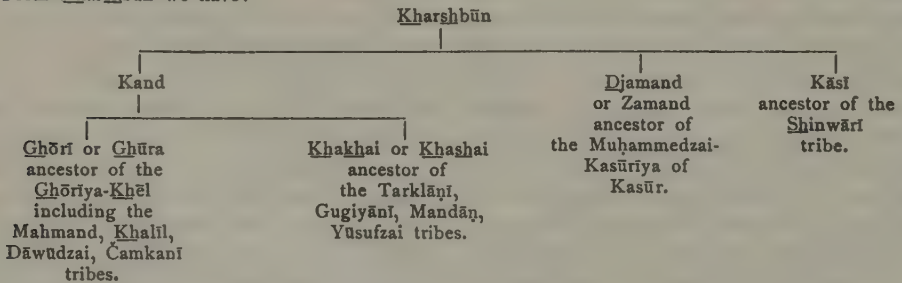 Kharshbūn
Kand
Ghōrī or Ghūra
ancestor of the
Ghōrīya-Khēl
including the
Mahmand, Khalīl,
Dāwūdzai, Čamkanī
tribes.
Khakhai or Khashai
ancestor of
the Tarklāṇī,
Gugiyānī, Mandāṇ,
Yūsufzai tribes.
Djamand
or Zamand
ancestor of
the Muḥammedzai-
Kasūrīya of
Kasūr.
Kāsī
ancestor of the
Shinwārī
tribe.